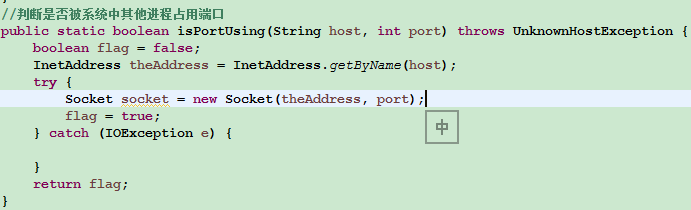 //判断是否被系统中其他进程占用端口
public static boolean isPortUsing(String host, int port) throws UnknownHostException {
    boolean flag = false;
    InetAddress theAddress = InetAddress.getByName(host);
    try {
        Socket socket = new Socket(theAddress, port);
        flag = true;
中
    } catch (IOException e) {

    }
    return flag;
}